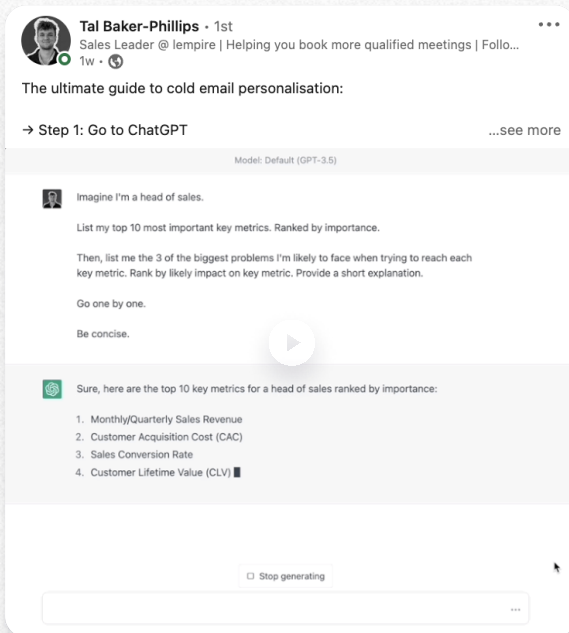 Tal Baker-Phillips • 1st
Sales Leader @ lempire | Helping you book more qualified meetings | Follo...
1w •
The ultimate guide to cold email personalisation:
→ Step 1: Go to ChatGPT ...see more
Model: Default (GPT-3.5)
Imagine I'm a head of sales.
List my top 10 most important key metrics. Ranked by importance.
Then, list me the 3 of the biggest problems I'm likely to face when trying to reach each
key metric. Rank by likely impact on key metric. Provide a short explanation.
Go one by one.
Be concise.
Sure, here are the top 10 key metrics for a head of sales ranked by importance:
1. Monthly/Quarterly Sales Revenue
2. Customer Acquisition Cost (CAC)
3. Sales Conversion Rate
4. Customer Lifetime Value (CLV)
Stop generating